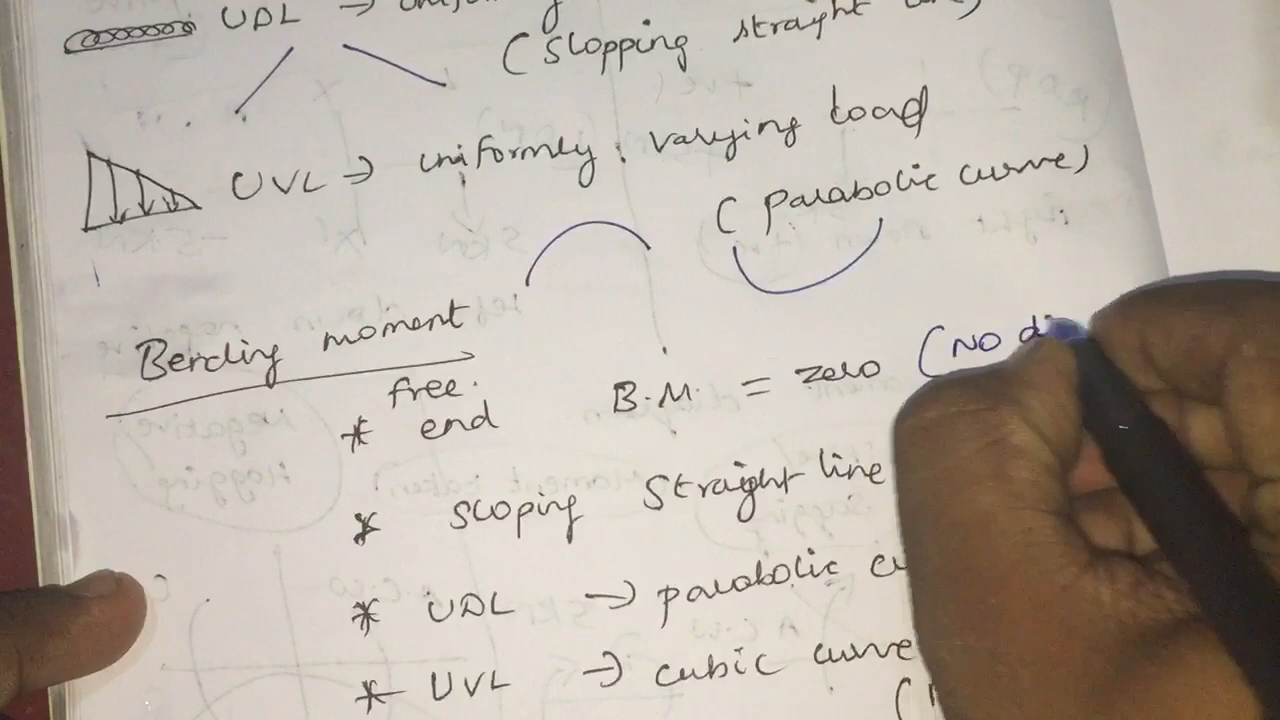 UDL →
(Slopping straight
UVL → uniformly varying load
(Parabolic curve)
Bending moment
* free end B.M. = zero (NO
* Scoping Straight line
* UDL → parabolic
* UVL → cubic curve
(